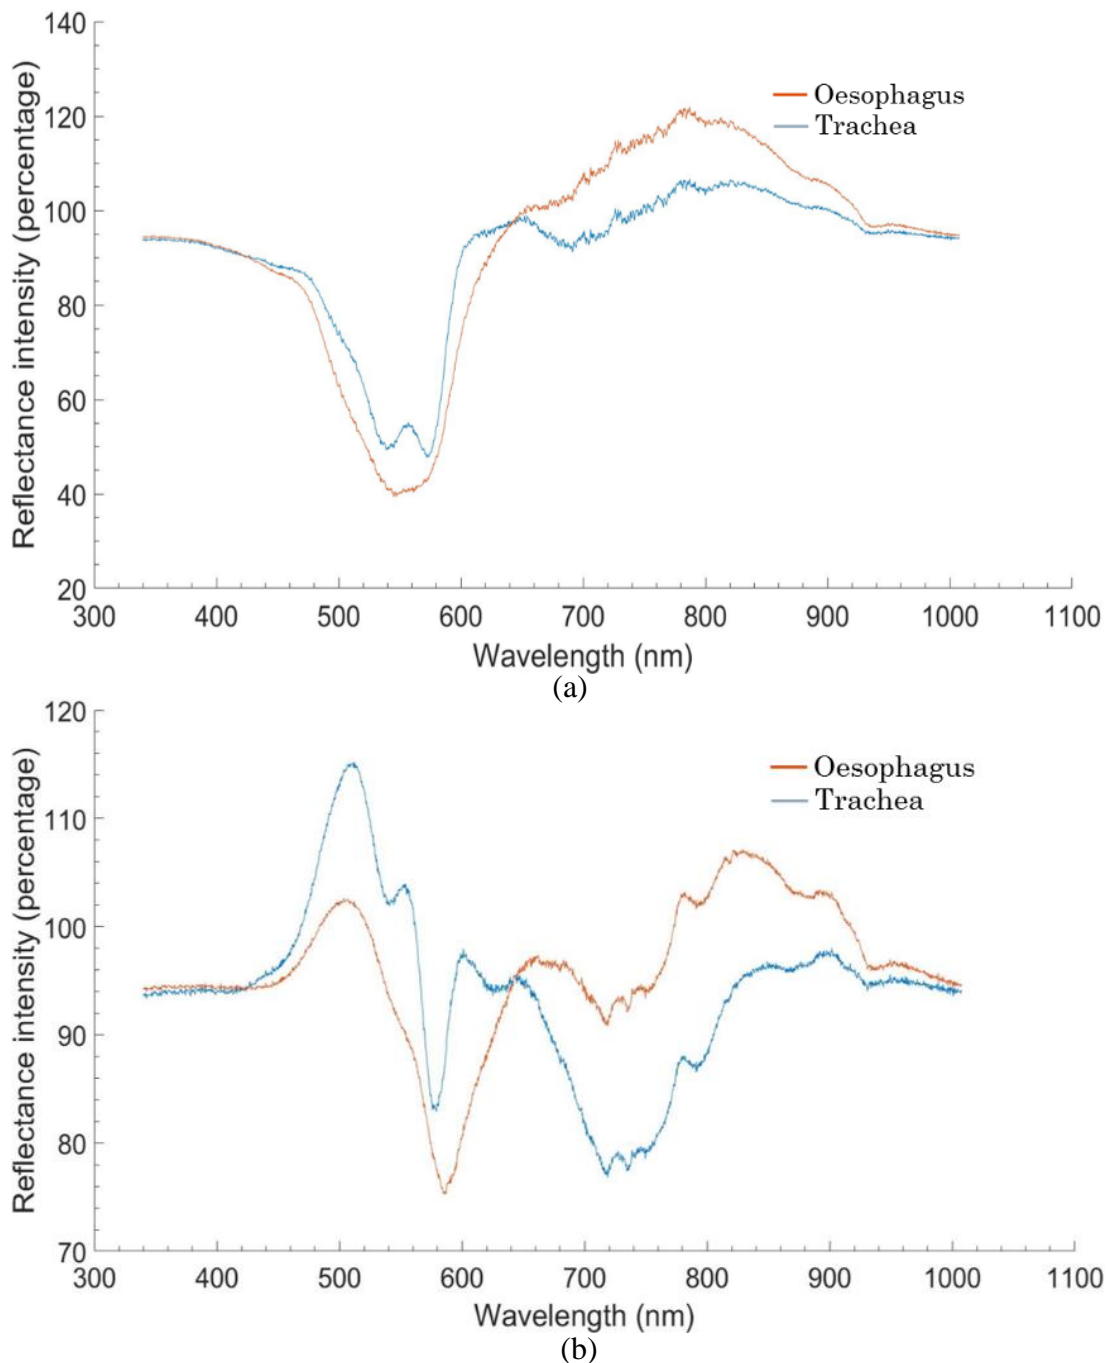 140
120
100
80
60
40
20
Reflectance intensity (percentage)
Oesophagus
Trachea
300 400 500 600 700 800 900 1000 1100
Wavelength (nm)
(a)
120
110
100
90
80
70
Reflectance intensity (percentage)
Oesophagus
Trachea
300 400 500 600 700 800 900 1000 1100
Wavelength (nm)
(b)